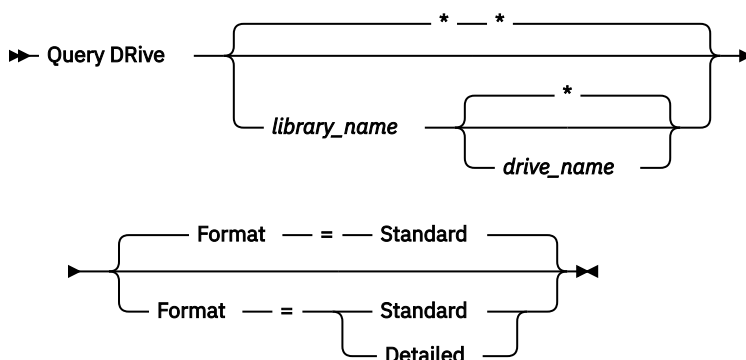 * *
Query DRive
*
library_name
drive_name
Format = Standard
Format = Standard
Detailed